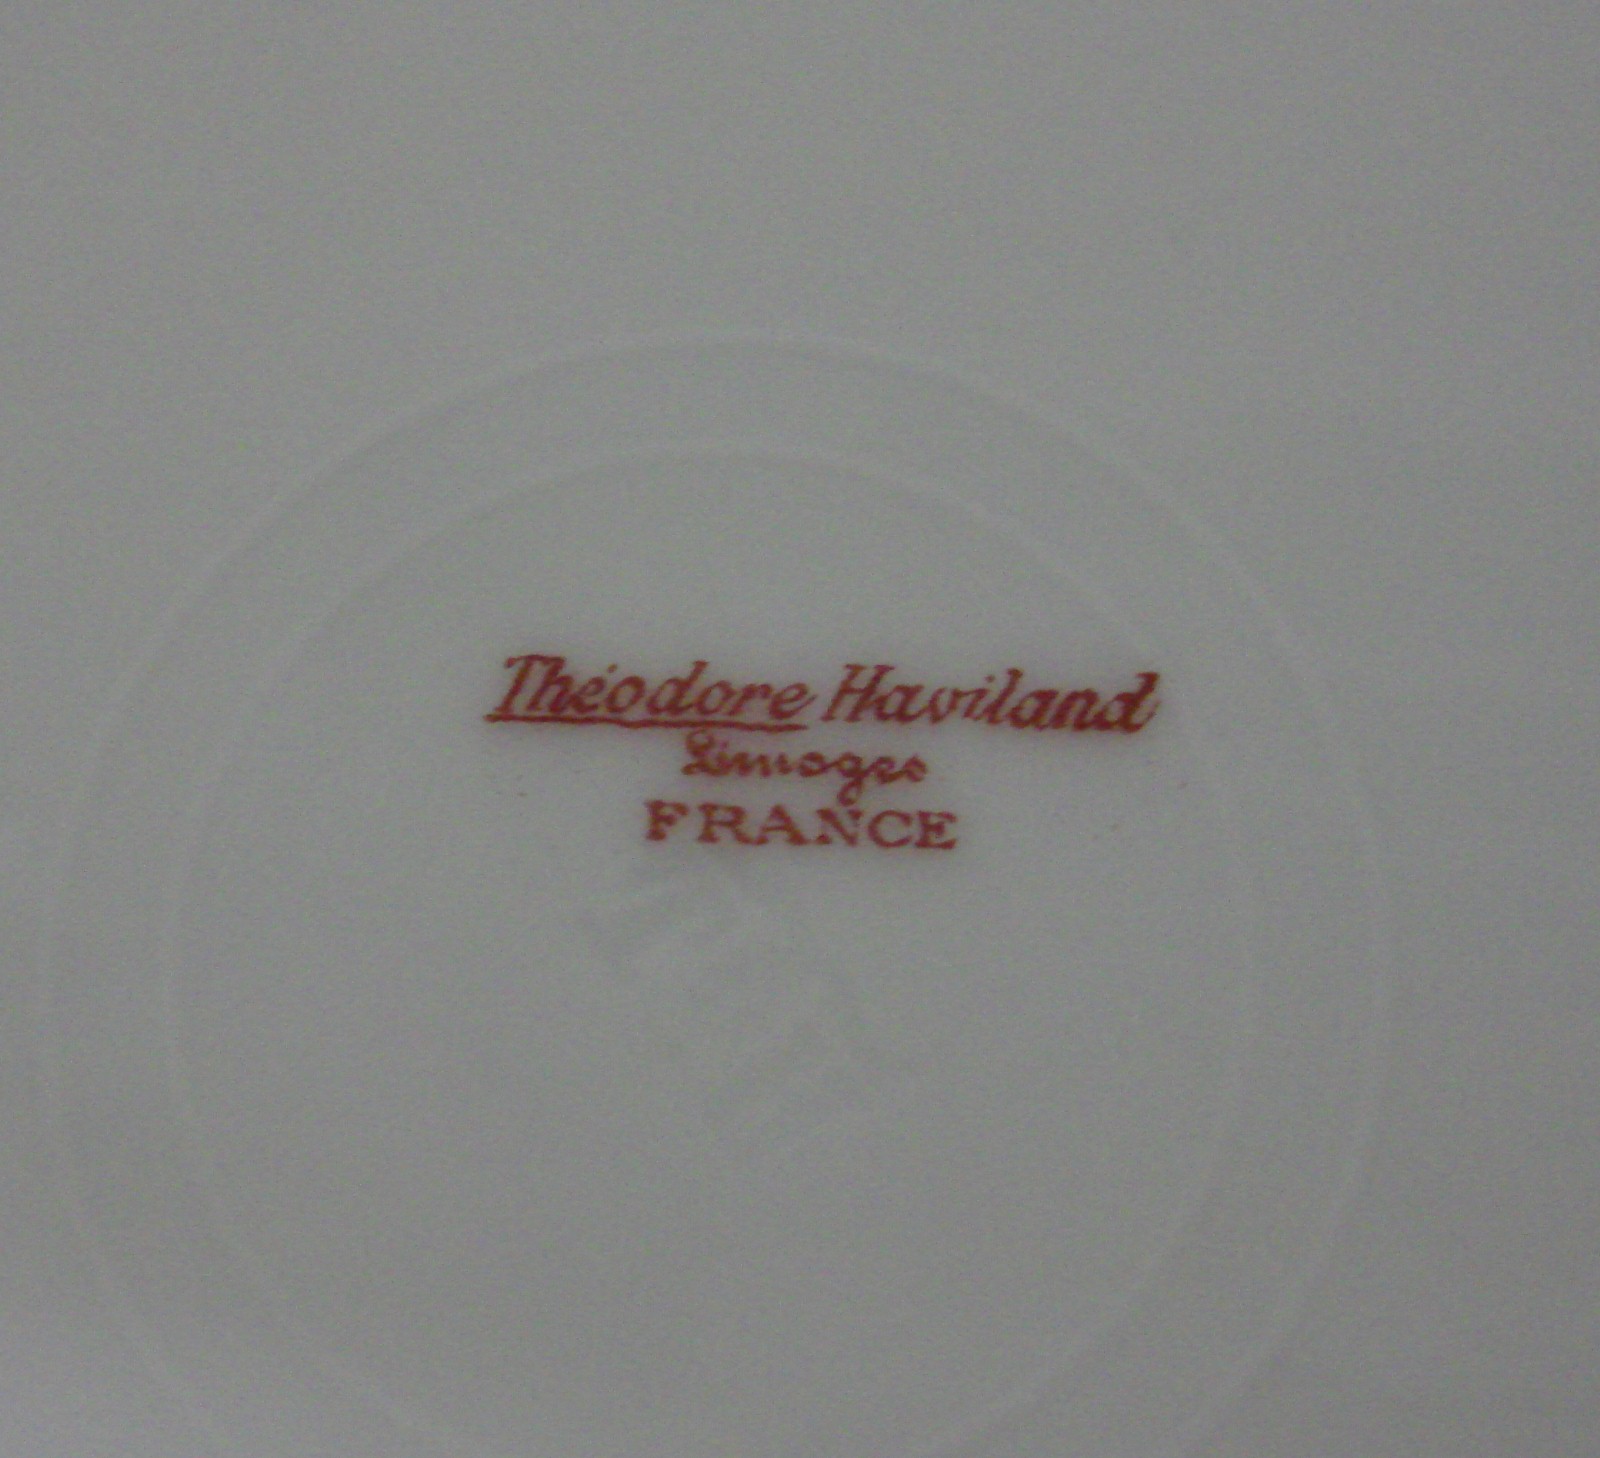 Théodore Haviland
Limoges
FRANCE